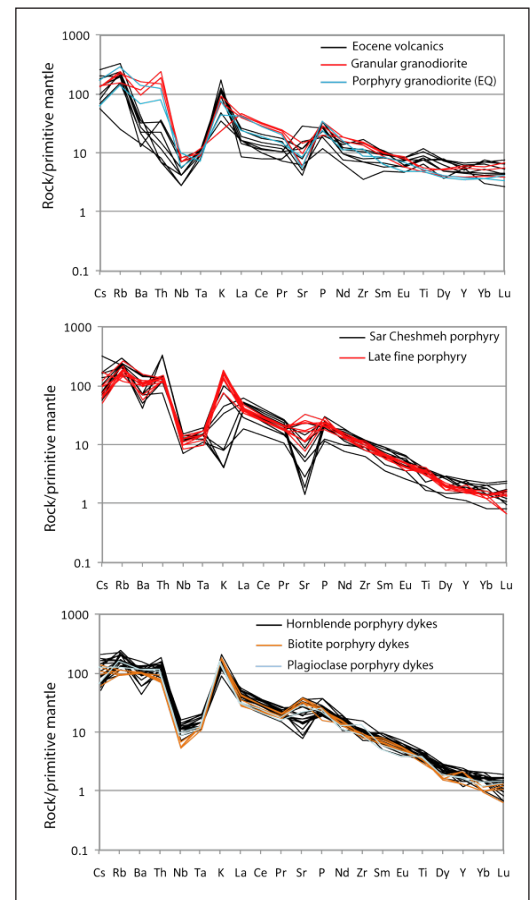 1000
100
10
1
0.1
Rock/primitive mantle
Eocene volcanics
Granular granodiorite
Porphyry granodiorite (EQ)
Cs Rb Ba Th Nb Ta K La Ce Pr Sr P Nd Zr Sm Eu Ti Dy Y Yb Lu
1000
100
10
1
0.1
Rock/primitive mantle
Sar Cheshmeh porphyry
Late fine porphyry
Cs Rb Ba Th Nb Ta K La Ce Pr Sr P Nd Zr Sm Eu Ti Dy Y Yb Lu
1000
100
10
1
0.1
Rock/primitive mantle
Hornblende porphyry dykes
Biotite porphyry dykes
Plagioclase porphyry dykes
Cs Rb Ba Th Nb Ta K La Ce Pr Sr P Nd Zr Sm Eu Ti Dy Y Yb Lu